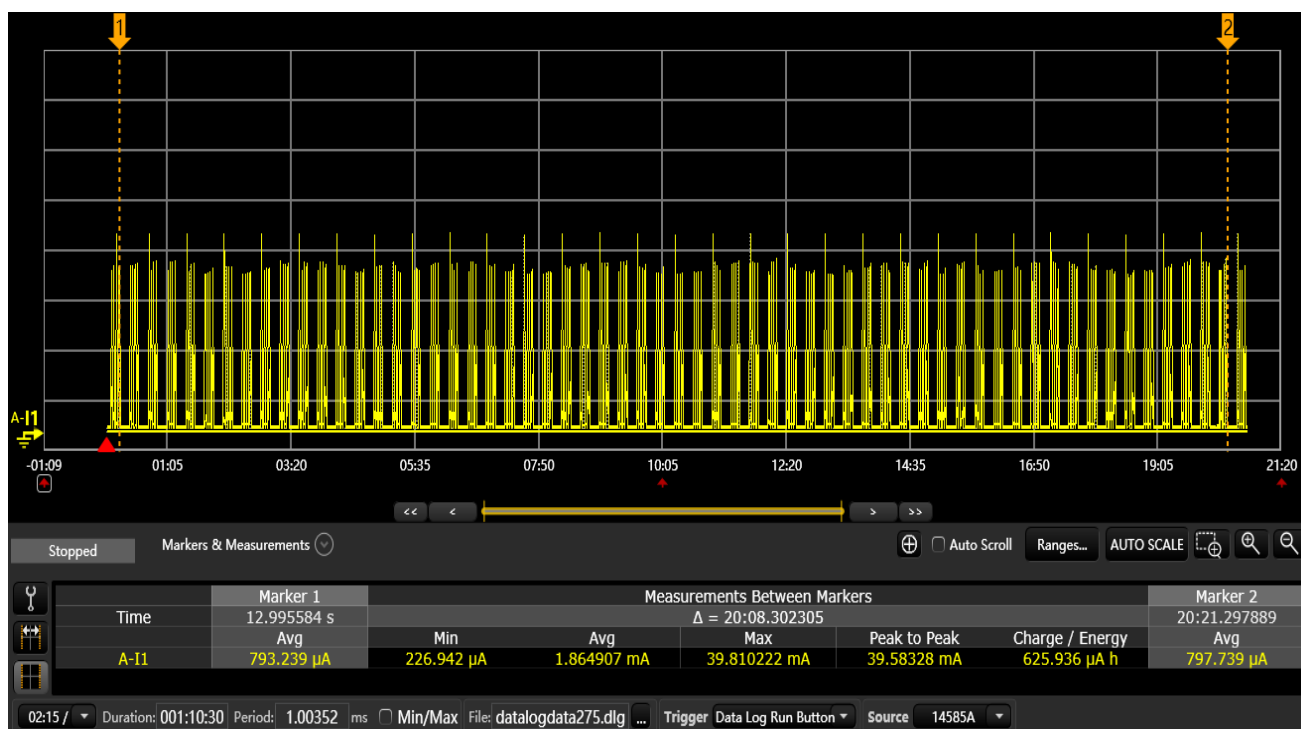 1 2
A-I1
-01:09 01:05 03:20 05:35 07:50 10:05 12:20 14:35 16:50 19:05 21:20
<< < > >>
Stopped Markers & Measurements Auto Scroll Ranges... AUTO SCALE
Marker 1 Measurements Between Markers Marker 2
Time 12.995584 s Δ = 20:08.302305 20:21.297889
Avg Min Avg Max Peak to Peak Charge / Energy Avg
A-I1 793.239 µA 226.942 µA 1.864907 mA 39.810222 mA 39.58328 mA 625.936 µA h 797.739 µA
02:15 / Duration: 001:10:30 Period: 1.00352 ms Min/Max File: datalogdata275.dlg ... Trigger Data Log Run Button Source 14585A